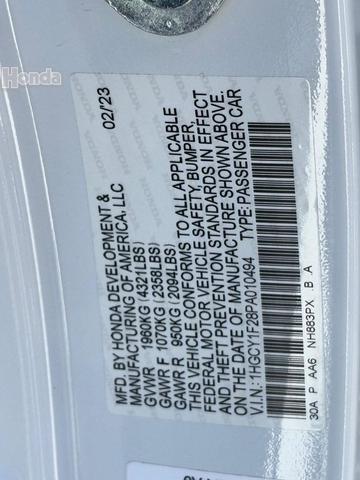 Honda
MFD. BY HONDA DEVELOPMENT & 02/23
MANUFACTURING OF AMERICA, LLC
GVWR 1960KG (4321LBS)
GAWR F 1070KG (2358LBS)
GAWR R 990KG (2094LBS)
THIS VEHICLE CONFORMS TO ALL APPLICABLE
FEDERAL MOTOR VEHICLE SAFETY, BUMPER,
AND THEFT PREVENTION STANDARDS IN EFFECT
ON THE DATE OF MANUFACTURE SHOWN ABOVE.
V.I.N.: 1HGCY1F28PA010494 TYPE: PASSENGER CAR
30A P AA6 NH883PX . B A